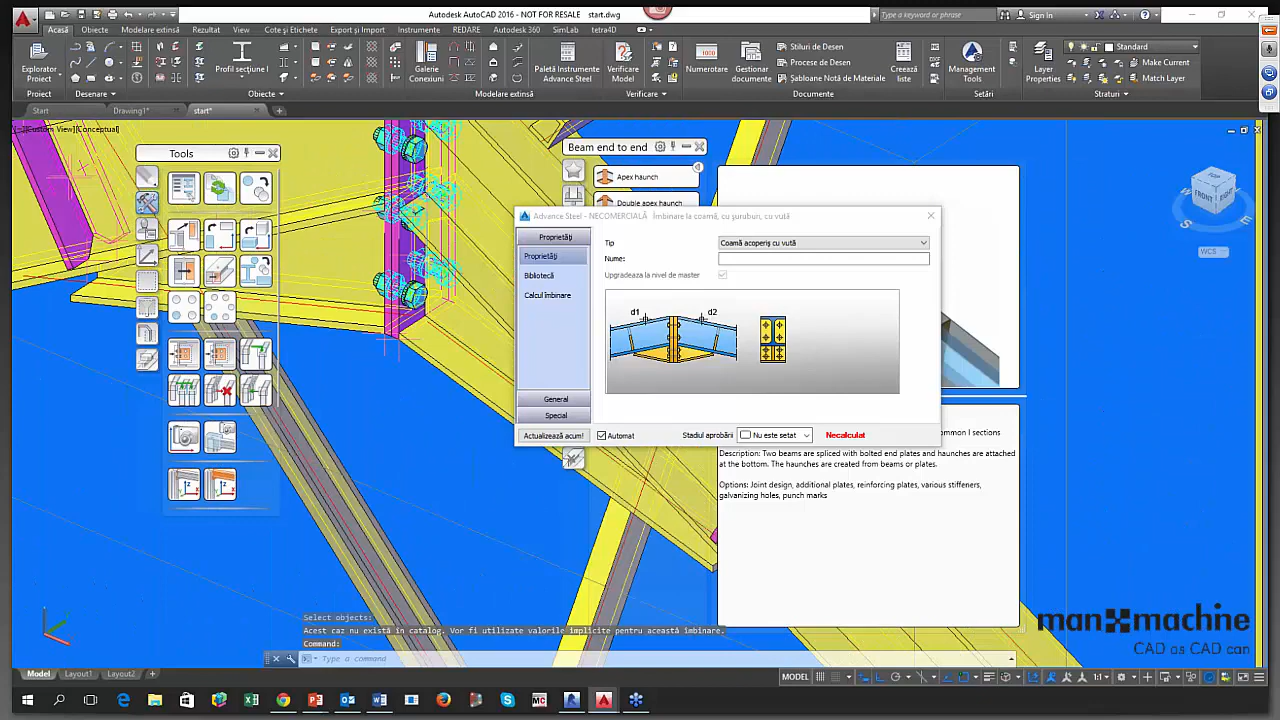 Autodesk AutoCAD 2016 - NOT FOR RESALE start.dwg
Type a keyword or phrase
Sign In
Acasă Obiecte Modelare extinsă Rezultat View Cote și Etichete Export și Import Instrumente REDARE Autodesk 360 SimLab tetra4D
Explorator Proiect
Profil secțiune I
Galerie Conexiuni
Paletă Instrumente Advance Steel
Verificare Model
Numerotare
Gestionar documente
Stiluri de Desen
Procese de Desen
Șabloane Notă de Materiale
Creează liste
Management Tools
Layer Properties
Standard
Make Current
Match Layer
Proiect Desenare Obiecte Modelare extinsă Verificare Documente Setări Straturi
Start Drawing1* start*
[Custom View][Conceptual]
Tools
Beam end to end
Apex haunch
Double apex haunch
TOP
FRONT
WCS
Advance Steel - NECOMERCIALĂ Îmbinare la coamă, cu șuruburi, cu vută
Proprietăți
Proprietăți
Bibliotecă
Calcul îmbinare
General
Special
Tip
Coamă acoperiș cu vută
Nume:
Upgradeaza la nivel de master
d1 d2
Actualizează acum!
Automat
Stadiul aprobării
Nu este setat
Necalculat
ommon I sections
Description: Two beams are spliced with bolted end plates and haunches are attached
at the bottom. The haunches are created from beams or plates.
Options: Joint design, additional plates, reinforcing plates, various stiffeners,
galvanizing holes, punch marks
Select objects:
Acest caz nu există în catalog. Vor fi utilizate valorile implicite pentru această îmbinare.
Command:
Type a command
man machine
CAD as CAD can
Model Layout1 Layout2 +
MODEL
1:1